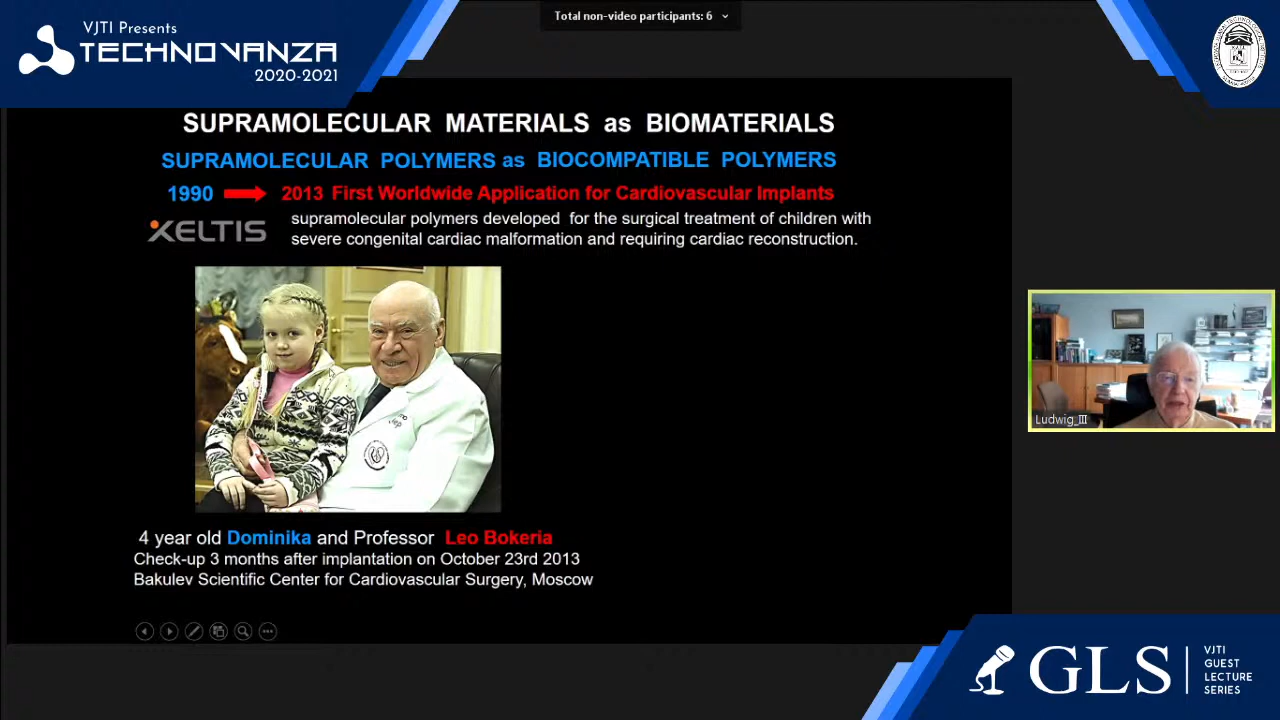 Total non-video participants: 6
VJTI Presents
TECHNOVANZA
2020-2021
SUPRAMOLECULAR MATERIALS as BIOMATERIALS
SUPRAMOLECULAR POLYMERS as BIOCOMPATIBLE POLYMERS
1990 2013 First Worldwide Application for Cardiovascular Implants
XELTIS
supramolecular polymers developed for the surgical treatment of children with
severe congenital cardiac malformation and requiring cardiac reconstruction.
Ludwig_III
4 year old Dominika and Professor Leo Bokeria
Check-up 3 months after implantation on October 23rd 2013
Bakulev Scientific Center for Cardiovascular Surgery, Moscow
GLS
VJTI
GUEST
LECTURE
SERIES